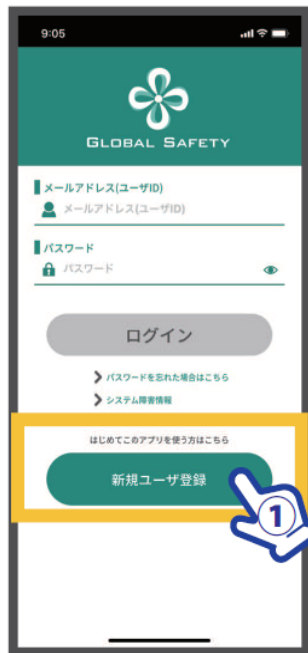 9:05
GLOBAL SAFETY
メールアドレス(ユーザID)
メールアドレス(ユーザID)
パスワード
パスワード
ログイン
パスワードを忘れた場合はこちら
システム障害情報
はじめてこのアプリを使う方はこちら
新規ユーザ登録
1